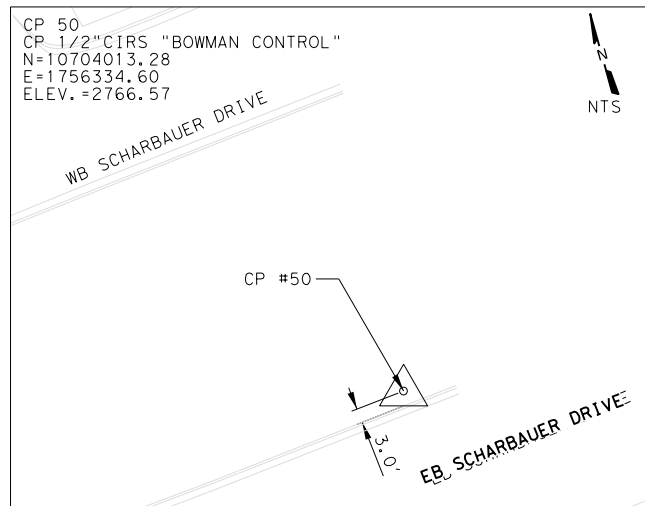 CP 50
CP 1/2"CIRS "BOWMAN CONTROL"
N=10704013.28
E=1756334.60
ELEV.=2766.57
N
NTS
WB SCHARBAUER DRIVE
CP #50
3.0'
EB SCHARBAUER DRIVE